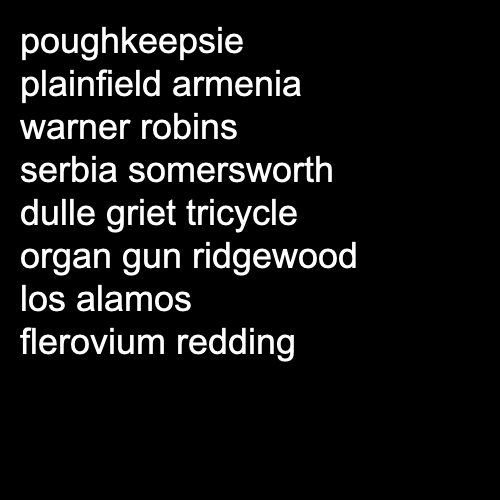 poughkeepsie
plainfield armenia
warner robins
serbia somersworth
dulle griet tricycle
organ gun ridgewood
los alamos
flerovium redding